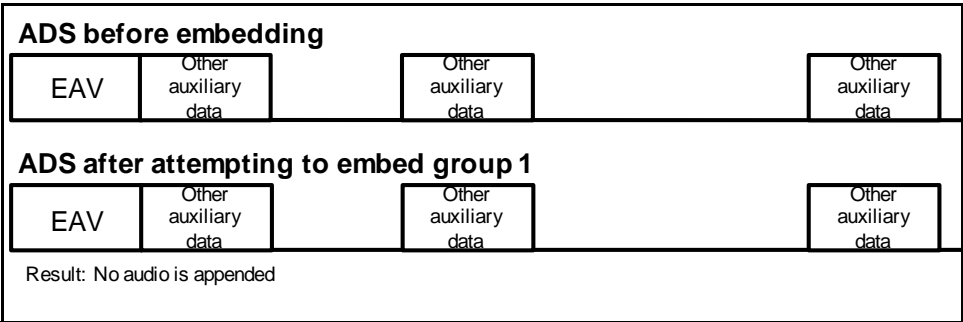 ADS before embedding
EAV
Other
auxiliary
data
Other
auxiliary
data
Other
auxiliary
data
ADS after attempting to embed group 1
EAV
Other
auxiliary
data
Other
auxiliary
data
Other
auxiliary
data
Result: No audio is appended